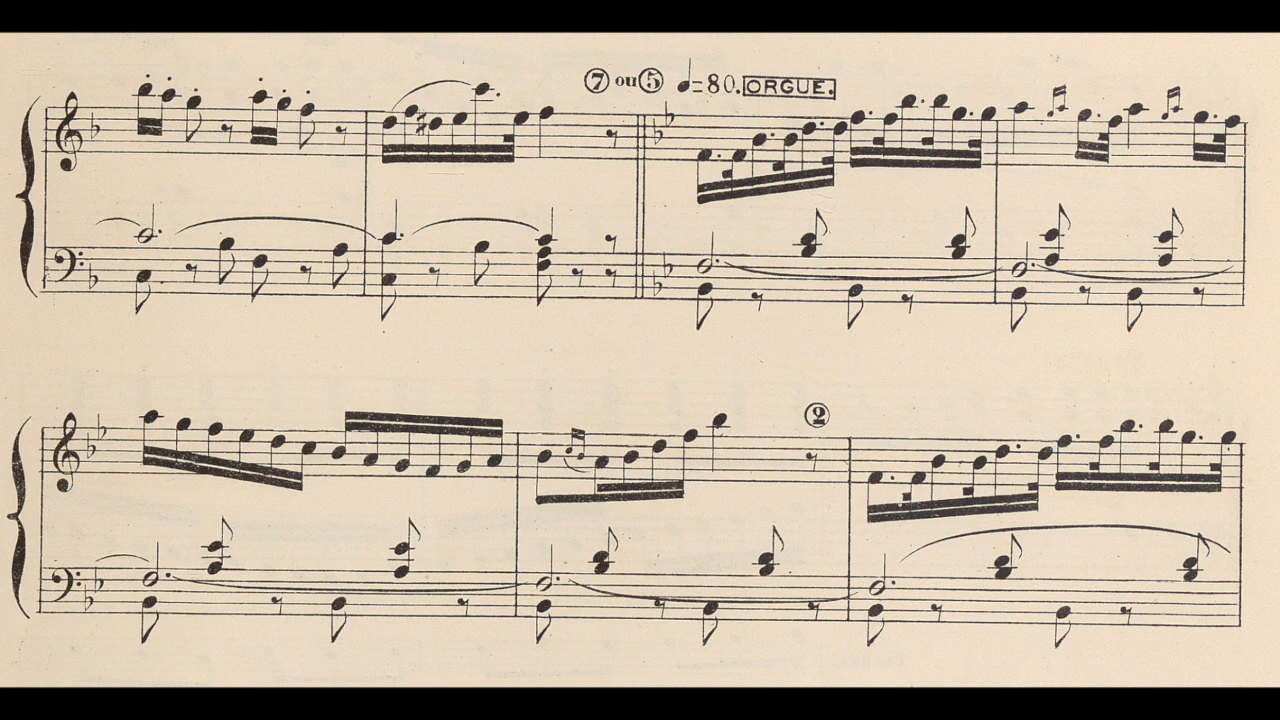 ⑦ ou ⑤ ♩=80. ORGUE.
②